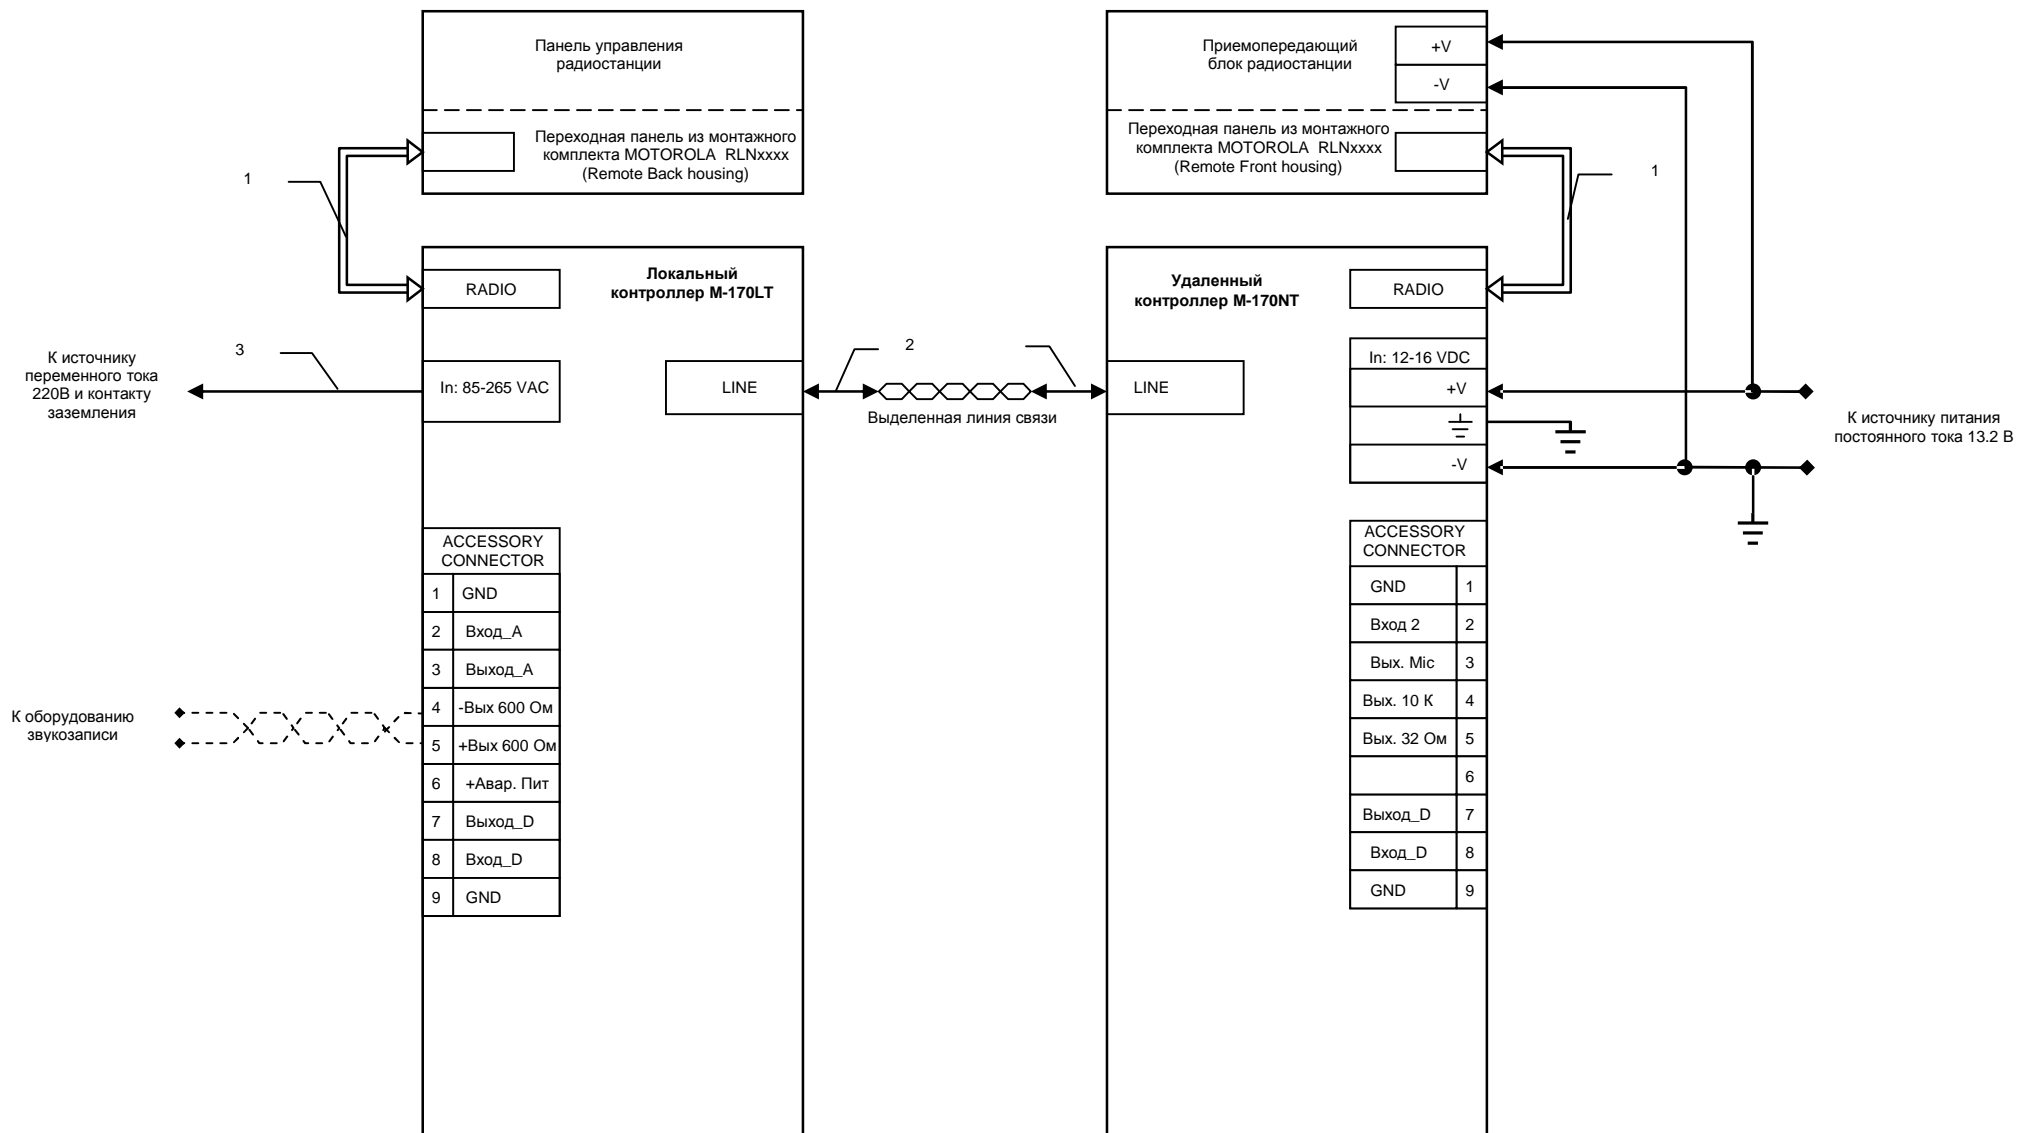 Панель управления
радиостанции
Переходная панель из монтажного
комплекта MOTOROLA RLNxxxx
(Remote Back housing)
Приемопередающий
блок радиостанции
+V
-V
Переходная панель из монтажного
комплекта MOTOROLA RLNxxxx
(Remote Front housing)
1
1
RADIO
Локальный
контроллер M-170LT
Удаленный
контроллер M-170NT
RADIO
К источнику
переменного тока
220В и контакту
заземления
3
In: 85-265 VAC
LINE
2
Выделенная линия связи
LINE
In: 12-16 VDC
+V
-V
К источнику питания
постоянного тока 13.2 В
ACCESSORY
CONNECTOR
1 GND
2 Вход_A
3 Выход_A
4 -Вых 600 Ом
5 +Вых 600 Ом
6 +Авар. Пит
7 Выход_D
8 Вход_D
9 GND
К оборудованию
звукозаписи
ACCESSORY
CONNECTOR
GND 1
Вход 2 2
Вых. Mic 3
Вых. 10 К 4
Вых. 32 Ом 5
6
Выход_D 7
Вход_D 8
GND 9